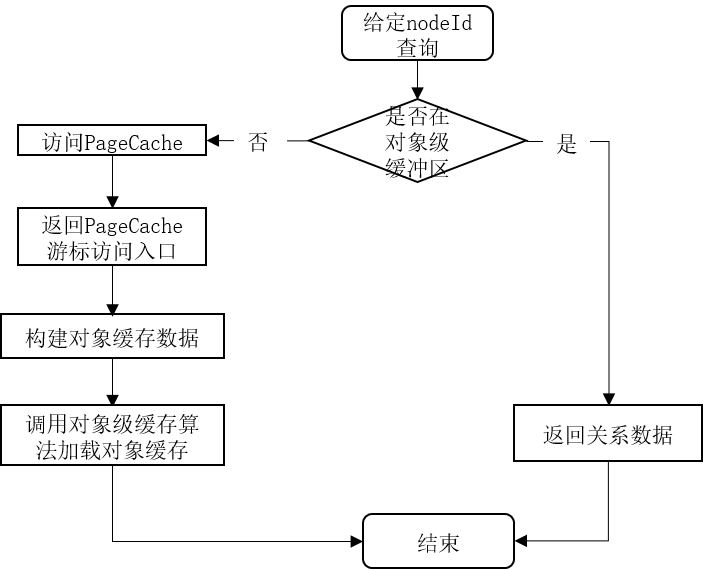 给定nodeId
查询
是否在
对象级
缓冲区
否
是
访问PageCache
返回PageCache
游标访问入口
构建对象缓存数据
调用对象级缓存算
法加载对象缓存
返回关系数据
结束